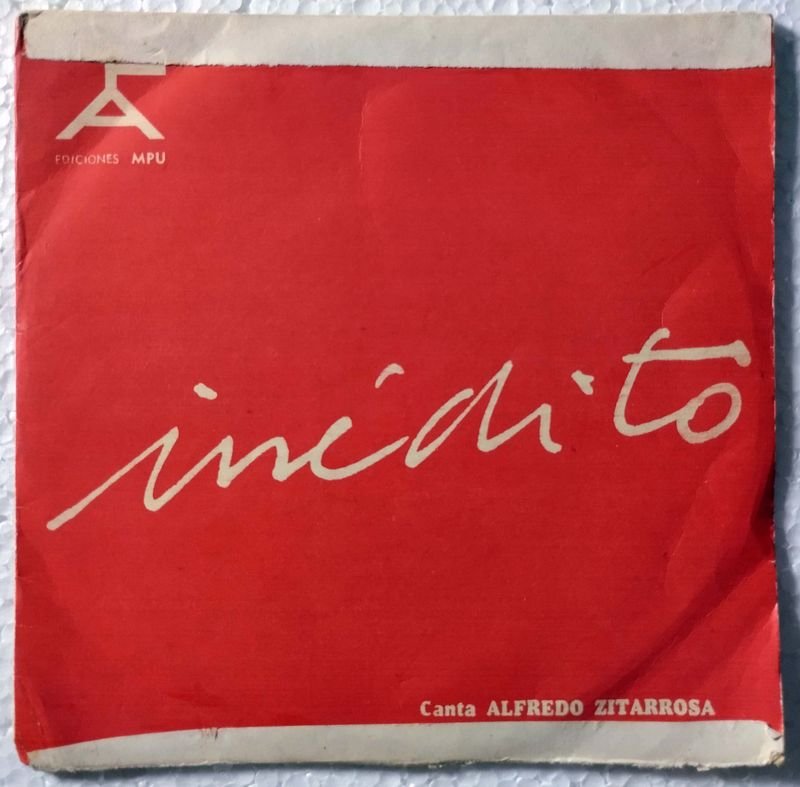 EDICIONES MPU
inédito
Canta ALFREDO ZITARROSA